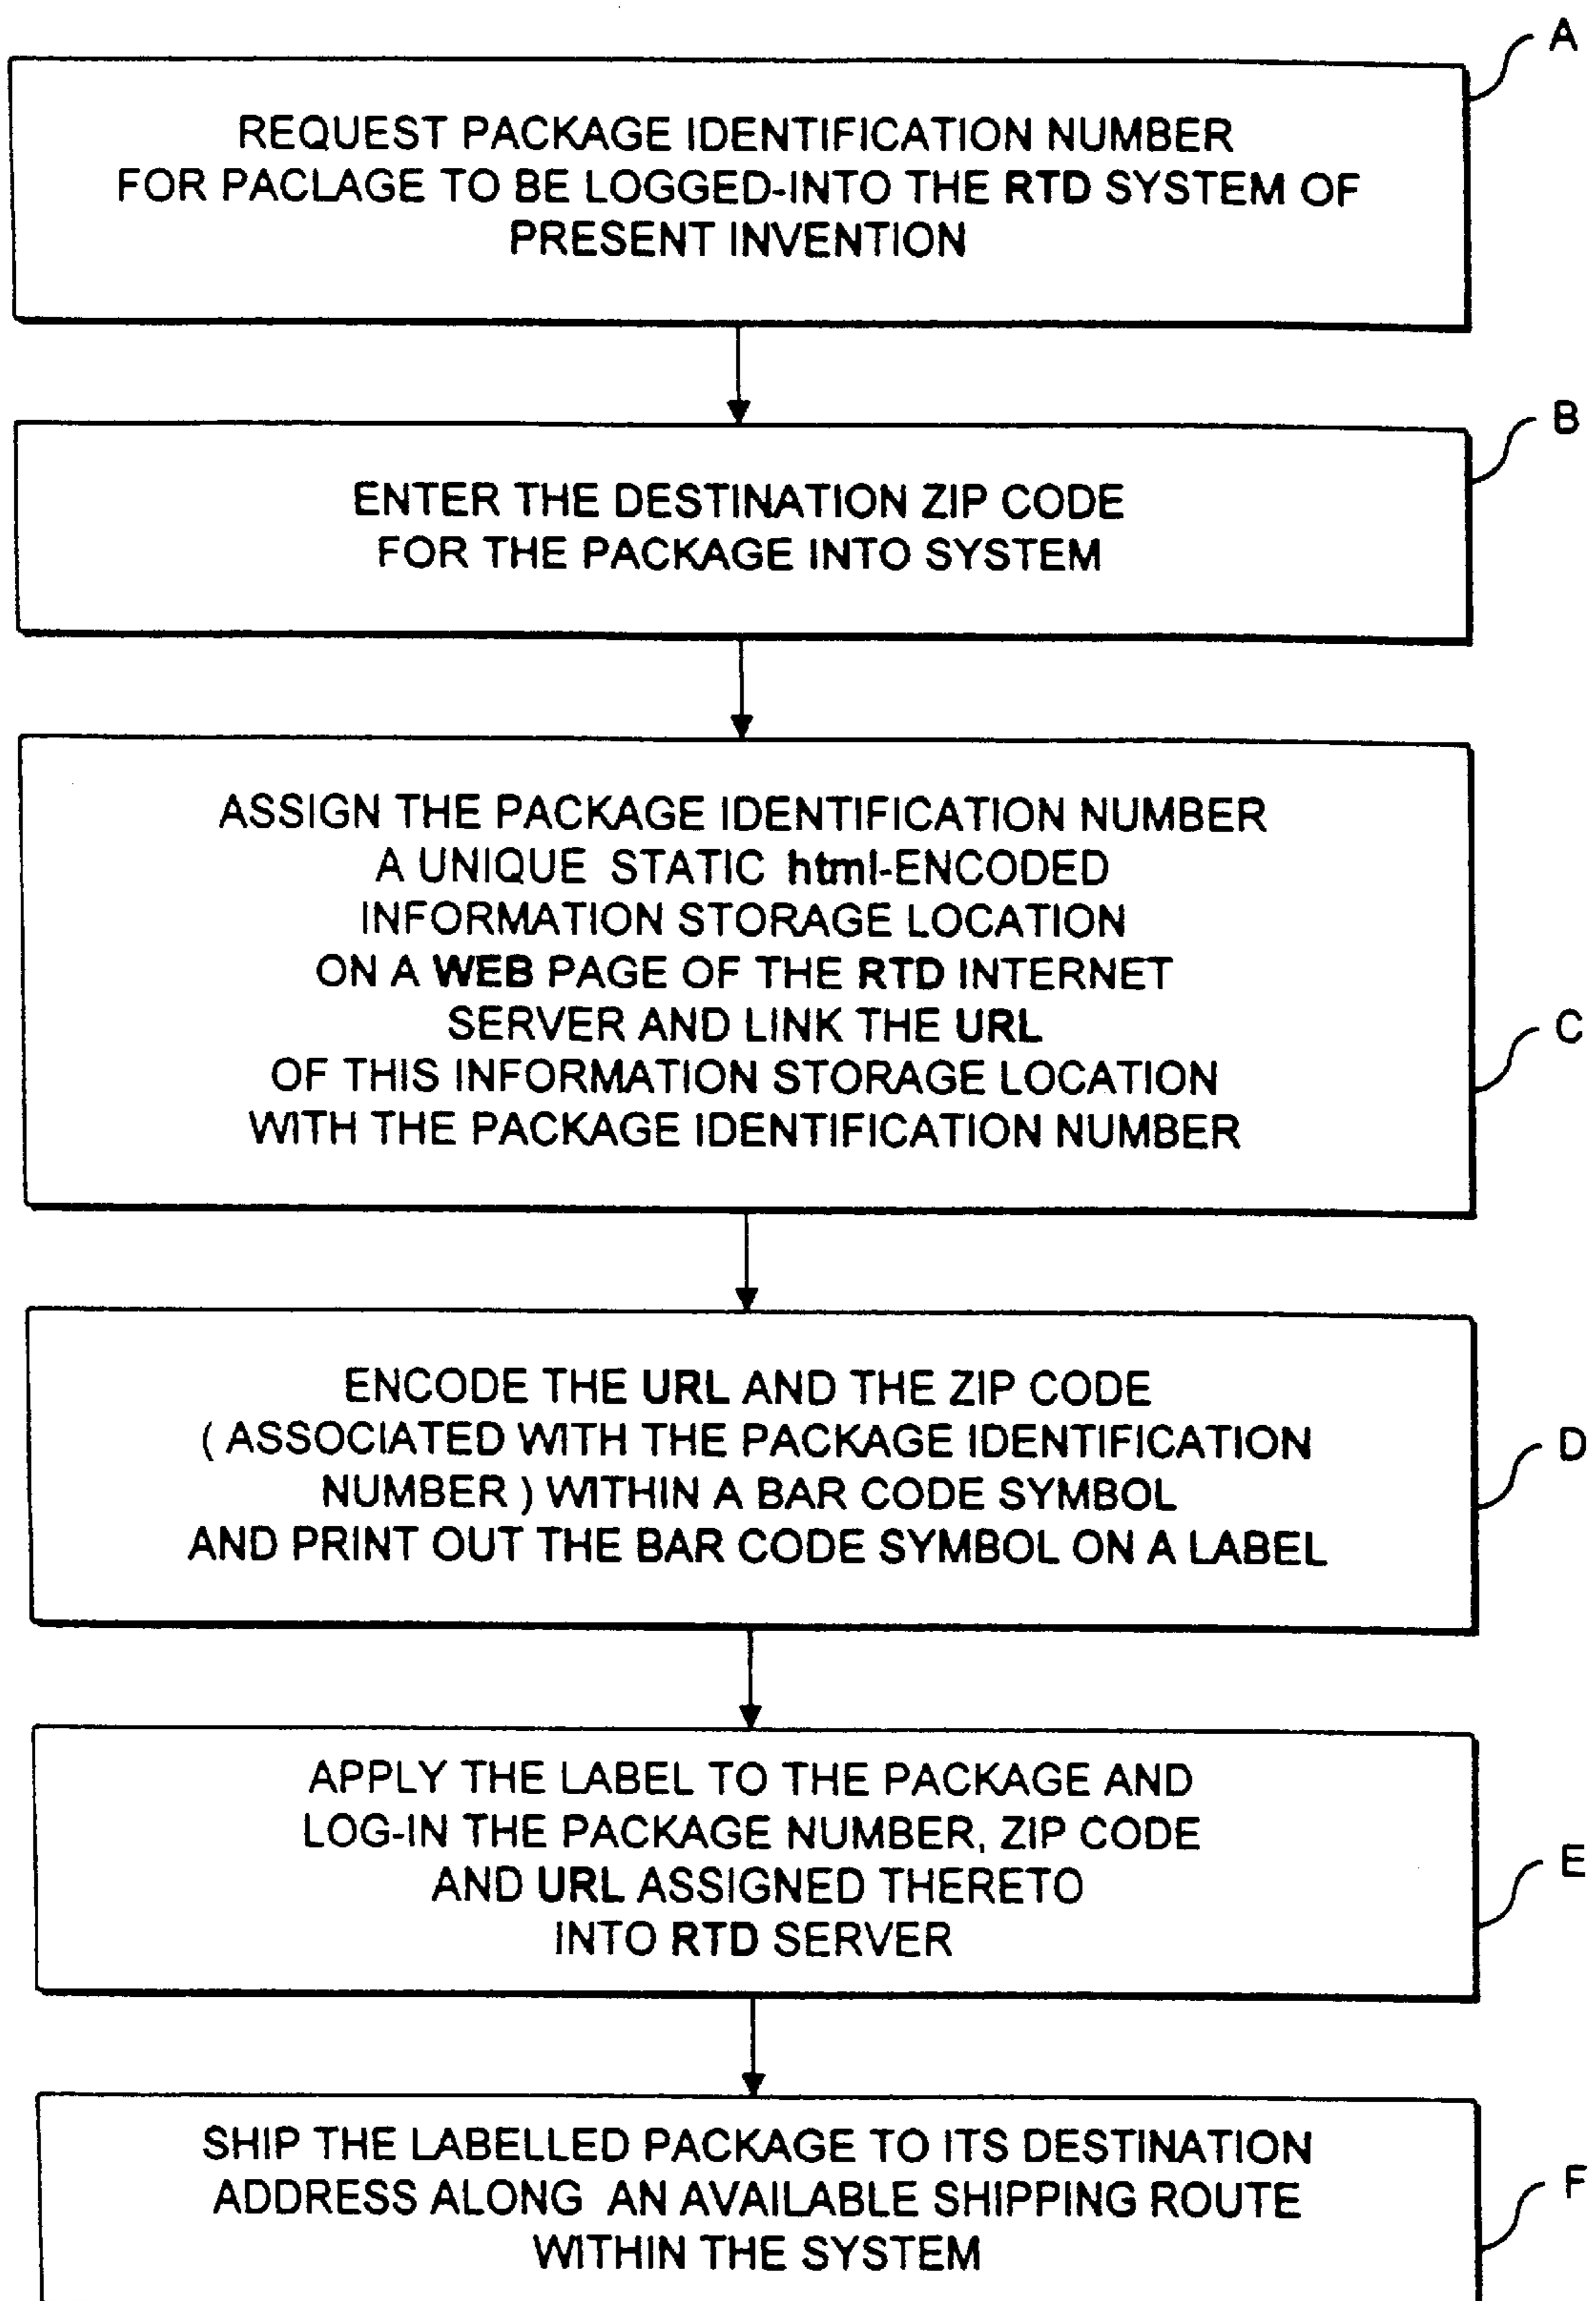 A
REQUEST PACKAGE IDENTIFICATION NUMBER
FOR PACLAGE TO BE LOGGED-INTO THE RTD SYSTEM OF
PRESENT INVENTION
B
ENTER THE DESTINATION ZIP CODE
FOR THE PACKAGE INTO SYSTEM
ASSIGN THE PACKAGE IDENTIFICATION NUMBER
A UNIQUE STATIC html-ENCODED
INFORMATION STORAGE LOCATION
ON A WEB PAGE OF THE RTD INTERNET
SERVER AND LINK THE URL
OF THIS INFORMATION STORAGE LOCATION
WITH THE PACKAGE IDENTIFICATION NUMBER
C
ENCODE THE URL AND THE ZIP CODE
( ASSOCIATED WITH THE PACKAGE IDENTIFICATION
NUMBER ) WITHIN A BAR CODE SYMBOL
AND PRINT OUT THE BAR CODE SYMBOL ON A LABEL
D
APPLY THE LABEL TO THE PACKAGE AND
LOG-IN THE PACKAGE NUMBER, ZIP CODE
AND URL ASSIGNED THERETO
INTO RTD SERVER
E
SHIP THE LABELLED PACKAGE TO ITS DESTINATION
ADDRESS ALONG AN AVAILABLE SHIPPING ROUTE
WITHIN THE SYSTEM
F